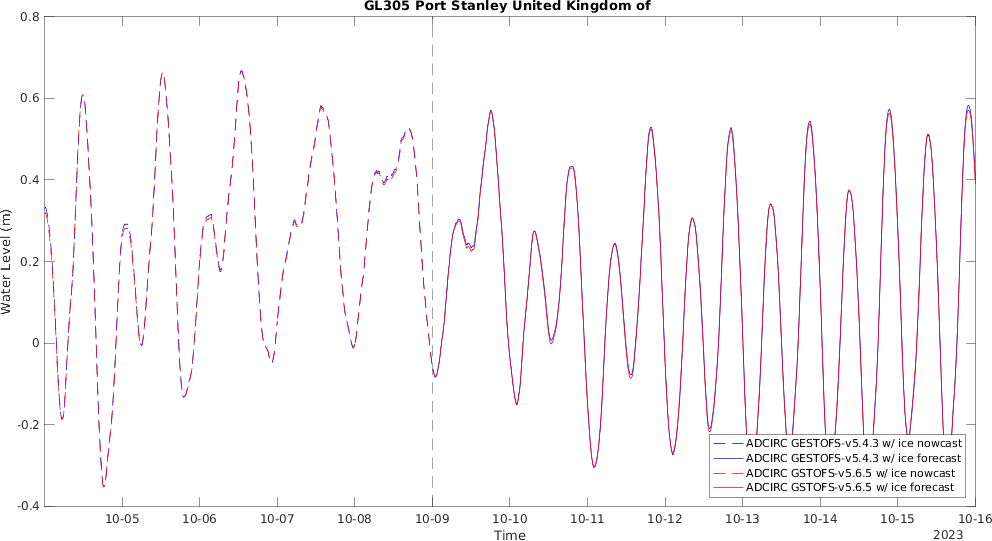 GL305 Port Stanley United Kingdom of
0.8
0.6
0.4
0.2
0
-0.2
-0.4
Water Level (m)
ADCIRC GESTOFS-v5.4.3 w/ ice nowcast
ADCIRC GESTOFS-v5.4.3 w/ ice forecast
ADCIRC GSTOFS-v5.6.5 w/ ice nowcast
ADCIRC GSTOFS-v5.6.5 w/ ice forecast
10-05 10-06 10-07 10-08 10-09 10-10 10-11 10-12 10-13 10-14 10-15 10-16
Time
2023